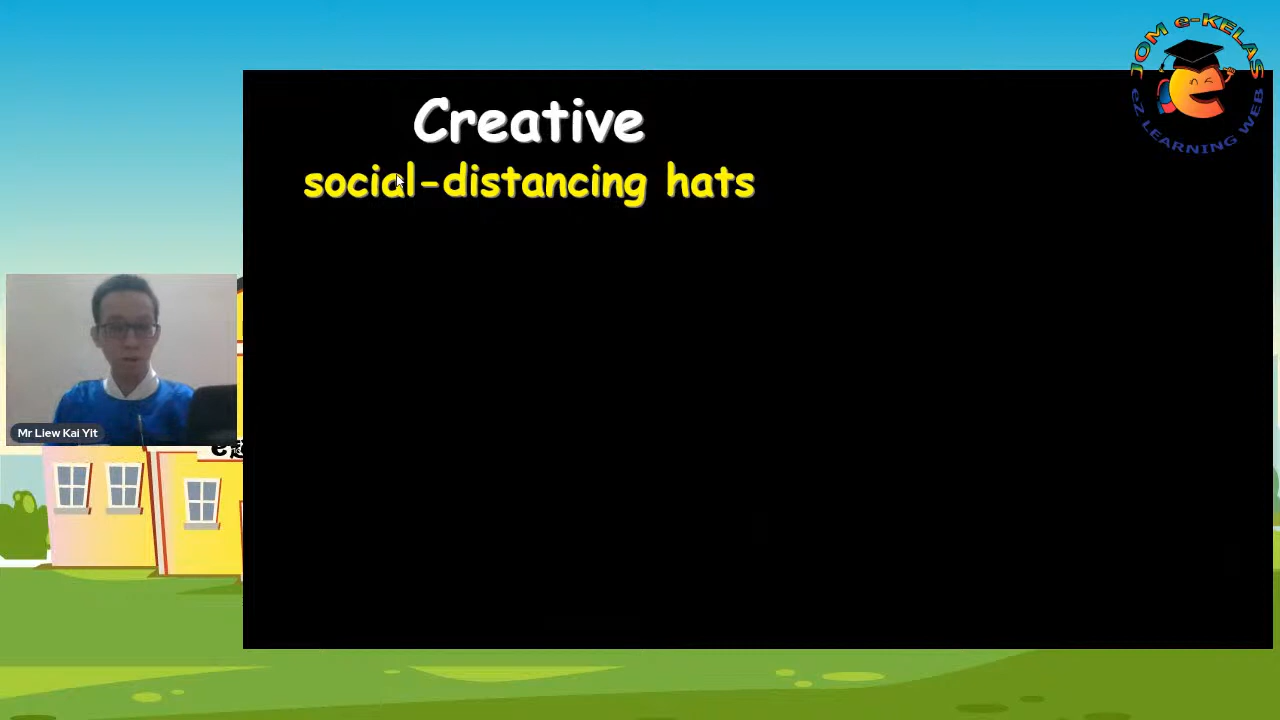 JOM e-KELAS
eZ LEARNING WEB
Creative
social-distancing hats
Mr Liew Kai Yit